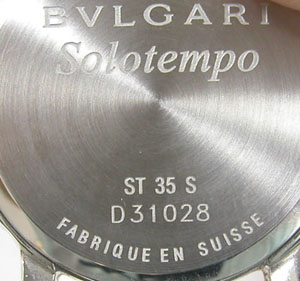 BVLGARI
Solotempo
ST 35 S
D31028
FABRIQUE EN SUISSE